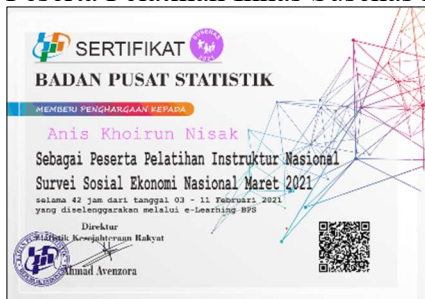 SERTIFIKAT
BADAN PUSAT STATISTIK
MEMBERI PENGHARGAAN KEPADA
Anis Khoirun Nisak
Sebagai Peserta Pelatihan Instruktur Nasional
Survei Sosial Ekonomi Nasional Maret 2021
selama 42 jam dari tanggal 03 - 11 Februari 2021
yang diselenggarakan melalui e-Learning BPS
Direktur
Statistik Kesejahteraan Rakyat
Ahmad Avenzora